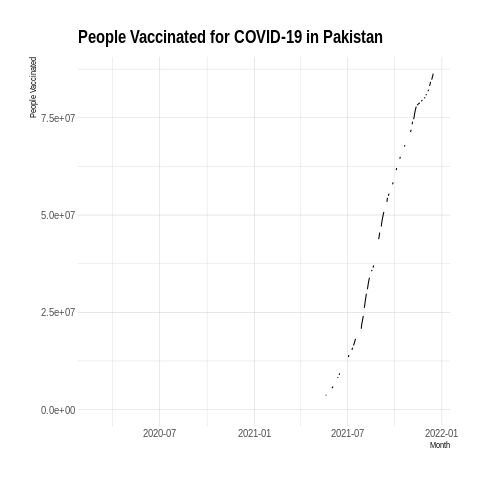 People Vaccinated for COVID-19 in Pakistan
People Vaccinated
7.5e+07
5.0e+07
2.5e+07
0.0e+00
2020-07
2021-01
2021-07
2022-01
Month